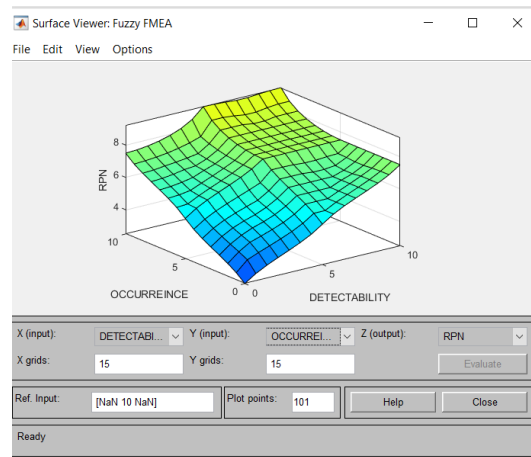 Surface Viewer: Fuzzy FMEA
File Edit View Options
8
6
4
RPN
10
5
0
0
5
10
OCCURREINCE
DETECTABILITY
X (input): DETECTABI... Y (input): OCCURREI... Z (output): RPN
X grids: 15 Y grids: 15 Evaluate
Ref. Input: [NaN 10 NaN] Plot points: 101 Help Close
Ready